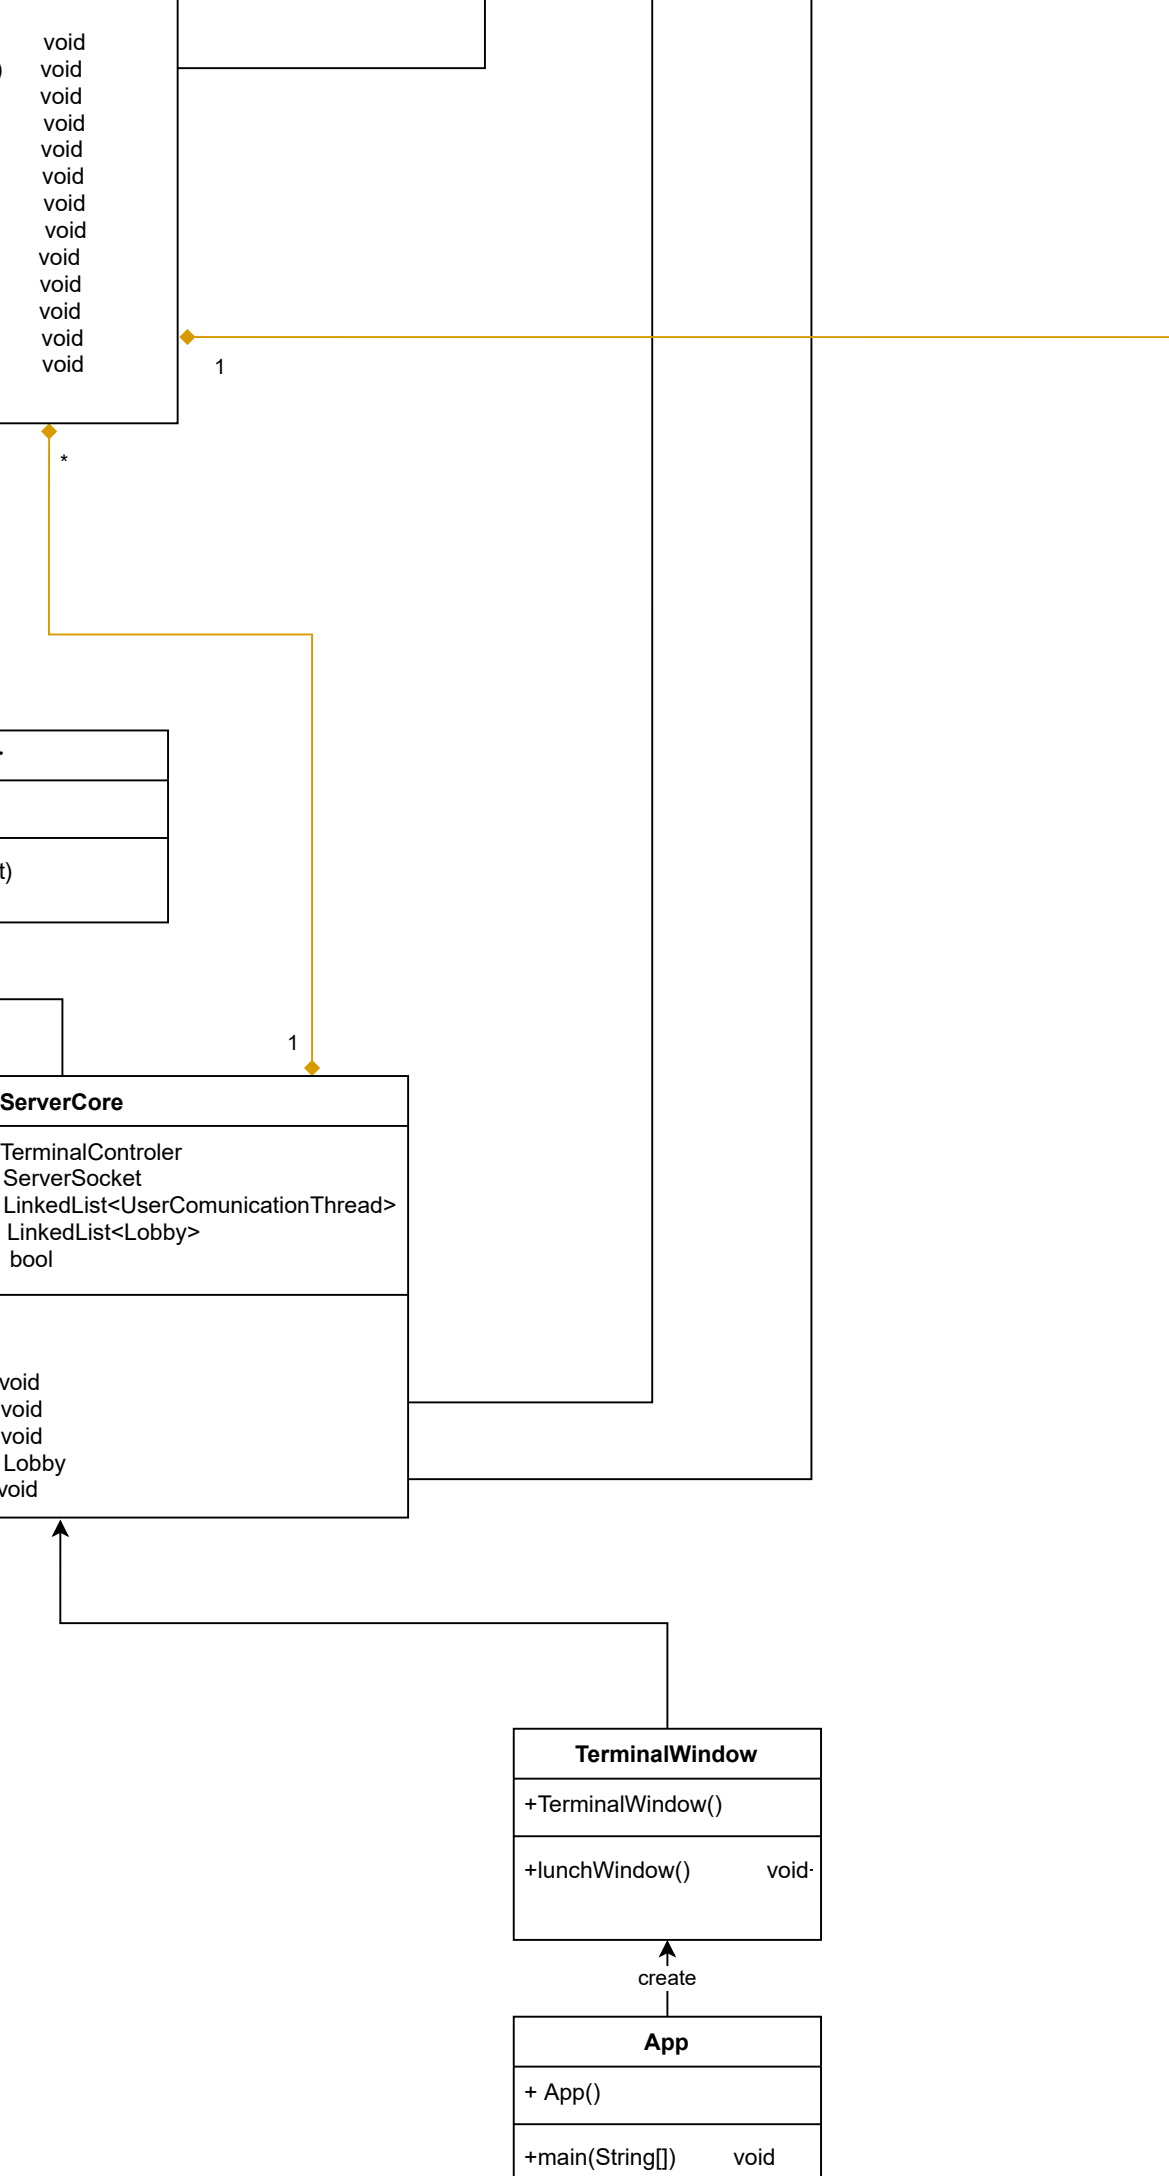 void
) void
void
void
void
void
void
void
void
void
void
void
void
1
*
t)
1
ServerCore
TerminalControler
ServerSocket
LinkedList<UserComunicationThread>
LinkedList<Lobby>
bool
void
void
void
Lobby
void
TerminalWindow
+TerminalWindow()
+lunchWindow() void
create
App
+ App()
+main(String[]) void